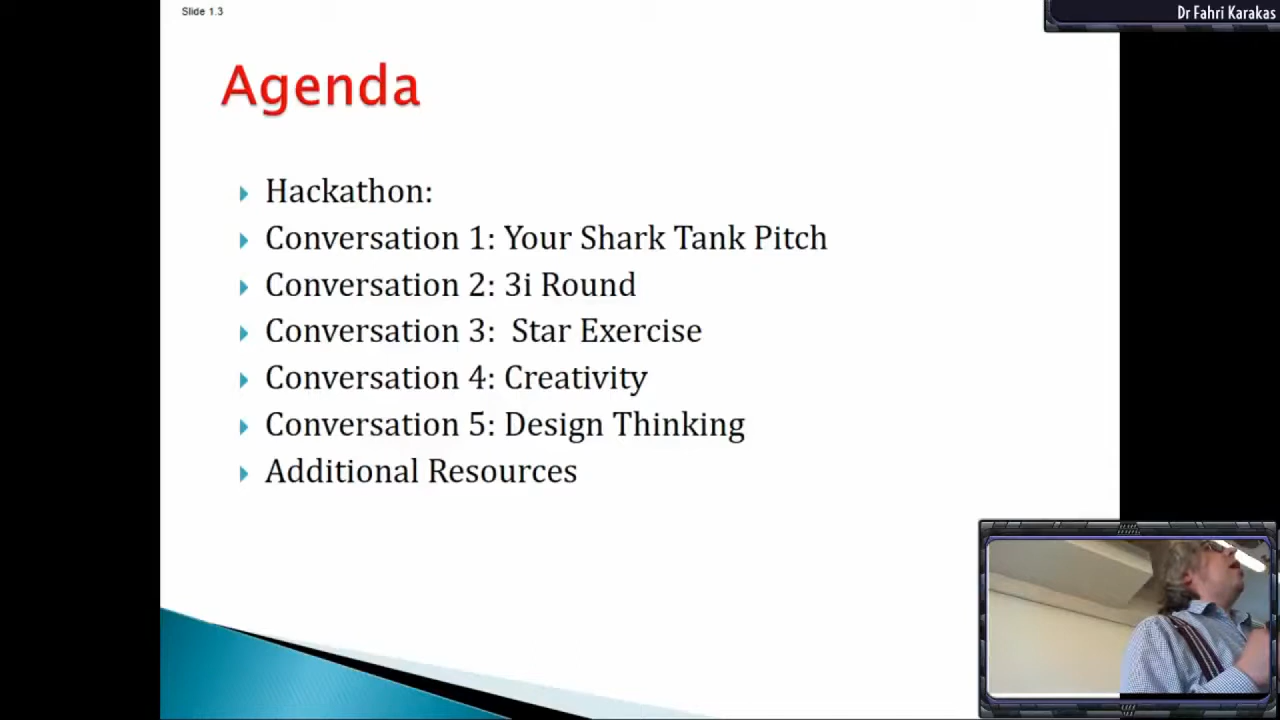 Slide 1.3
Dr Fahri Karakas
Agenda
Hackathon:
Conversation 1: Your Shark Tank Pitch
Conversation 2: 3i Round
Conversation 3: Star Exercise
Conversation 4: Creativity
Conversation 5: Design Thinking
Additional Resources